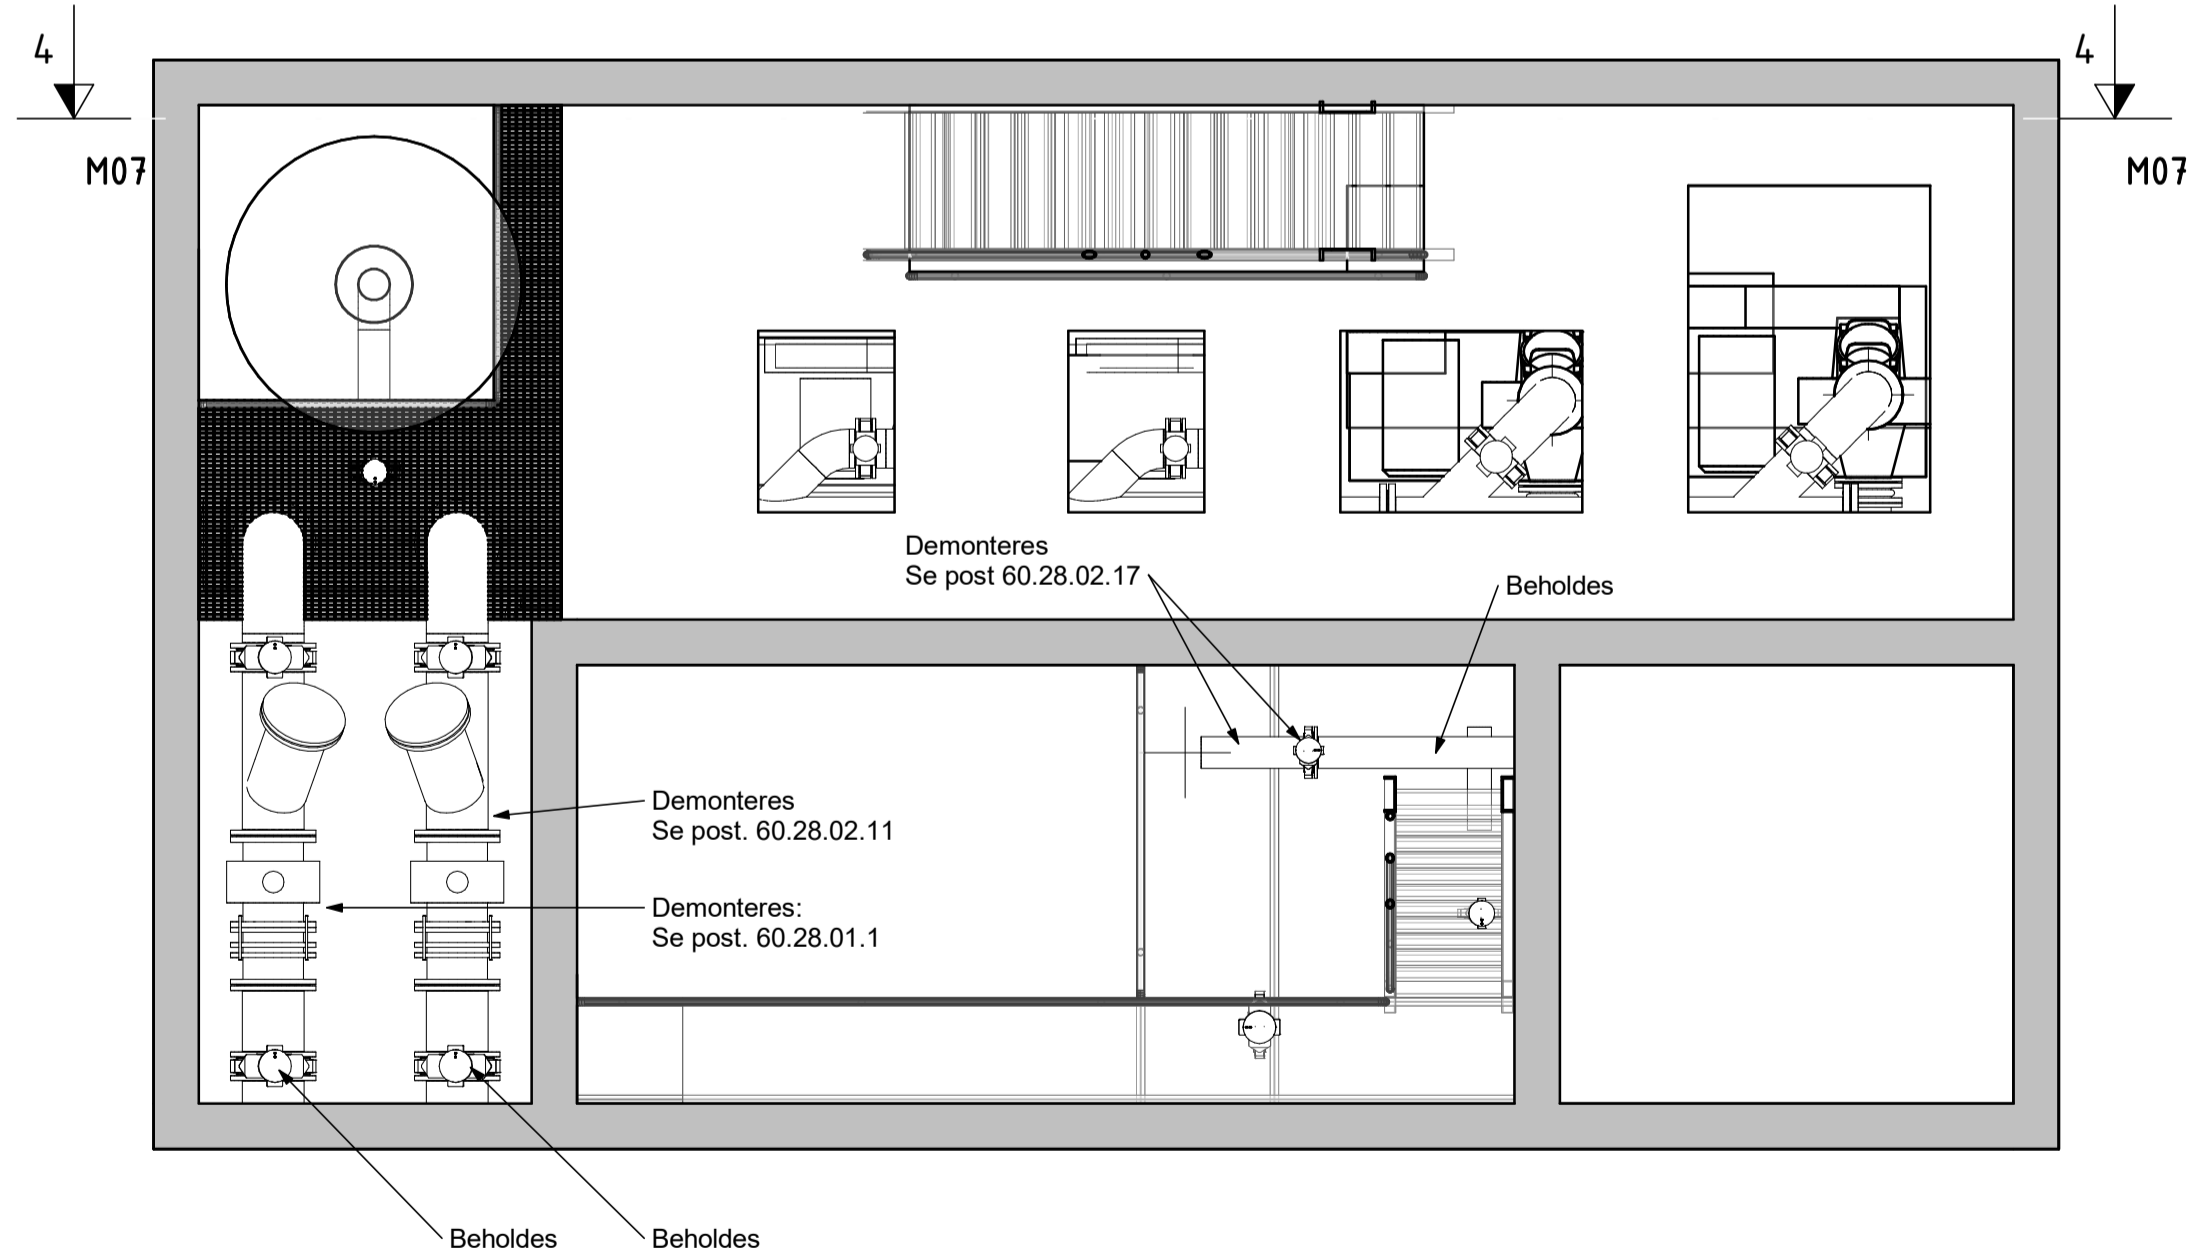 4
4
M07
M07
Demonteres
Se post 60.28.02.17
Beholdes
Demonteres
Se post. 60.28.02.11
Demonteres:
Se post. 60.28.01.1
Beholdes
Beholdes